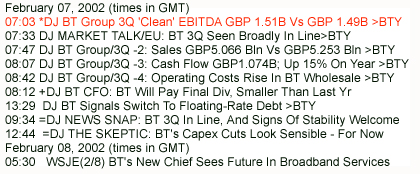 February 07, 2002 (times in GMT)
07:03 *DJ BT Group 3Q 'Clean' EBITDA GBP 1.51B Vs GBP 1.49B >BTY
07:33 DJ MARKET TALK/EU: BT 3Q Seen Broadly In Line>BTY
07:47 DJ BT Group/3Q -2: Sales GBP5.066 Bln Vs GBP5.253 Bln >BTY
08:07 DJ BT Group/3Q -3: Cash Flow GBP1.074B; Up 15% On Year >BTY
08:42 DJ BT Group/3Q -4: Operating Costs Rise In BT Wholesale >BTY
08:12 +DJ BT CFO: BT Will Pay Final Div, Smaller Than Last Yr
13:29 DJ BT Signals Switch To Floating-Rate Debt >BTY
09:34 =DJ NEWS SNAP: BT 3Q In Line, And Signs Of Stability Welcome
12:44 =DJ THE SKEPTIC: BT's Capex Cuts Look Sensible - For Now
February 08, 2002 (times in GMT)
05:30 WSJE(2/8) BT's New Chief Sees Future In Broadband Services